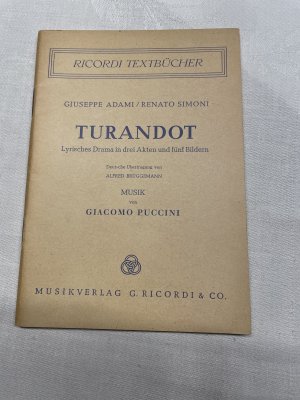 RICORDI TEXTBÜCHER
GIUSEPPE ADAMI / RENATO SIMONI
TURANDOT
Lyrisches Drama in drei Akten und fünf Bildern
Deutsche Übertragung von
ALFRED BRÜGGEMANN
MUSIK
von
GIACOMO PUCCINI
MUSIKVERLAG G. RICORDI & CO.